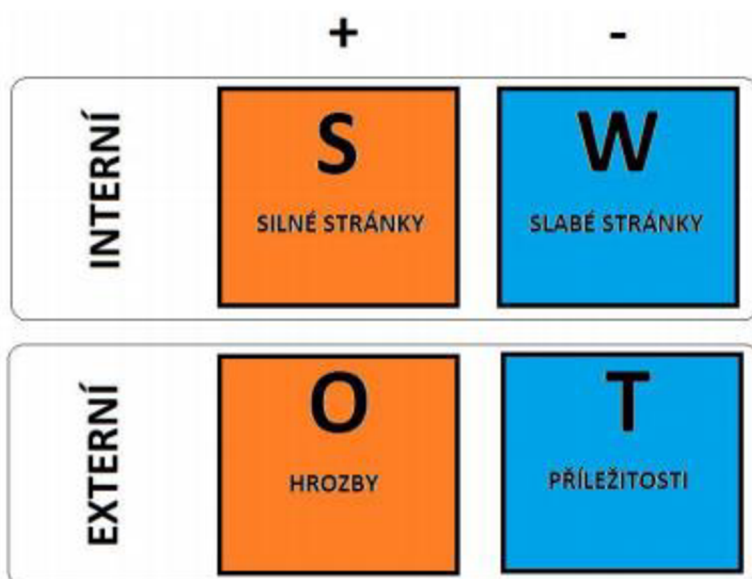 + -
INTERNÍ
S W
SILNÉ STRÁNKY SLABÉ STRÁNKY
EXTERNÍ
O T
HROZBY PŘÍLEŽITOSTI